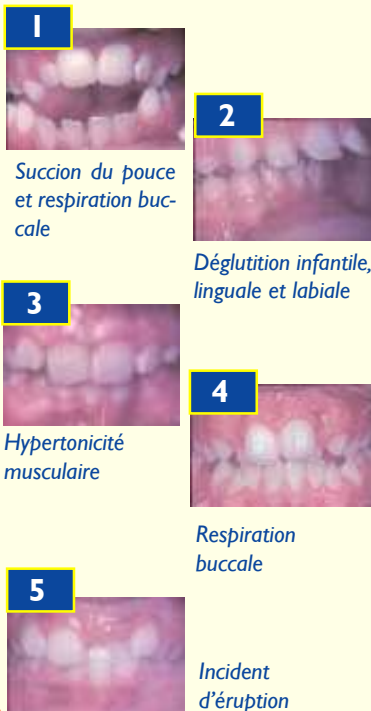 1
Succion du pouce
et respiration buc-
cale
2
Déglutition infantile,
linguale et labiale
3
Hypertonicité
musculaire
4
Respiration
buccale
5
Incident
d'éruption